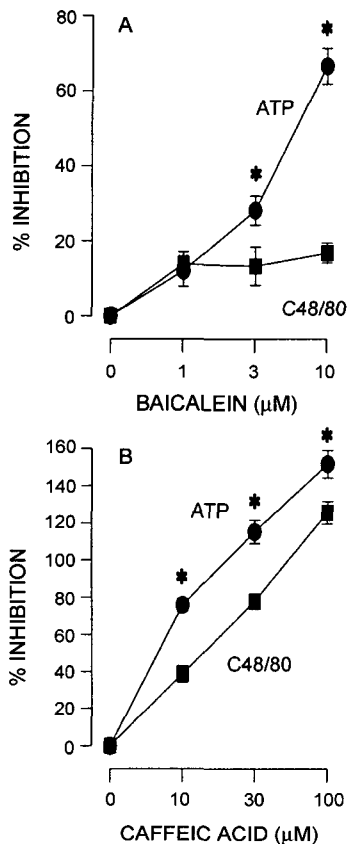 A
80
60
40
20
0
% INHIBITION
*
*
ATP
C48/80
0 1 3 10
BAICALEIN (μM)
B
160
140
120
100
80
60
40
20
0
% INHIBITION
*
*
*
ATP
C48/80
0 10 30 100
CAFFEIC ACID (μM)